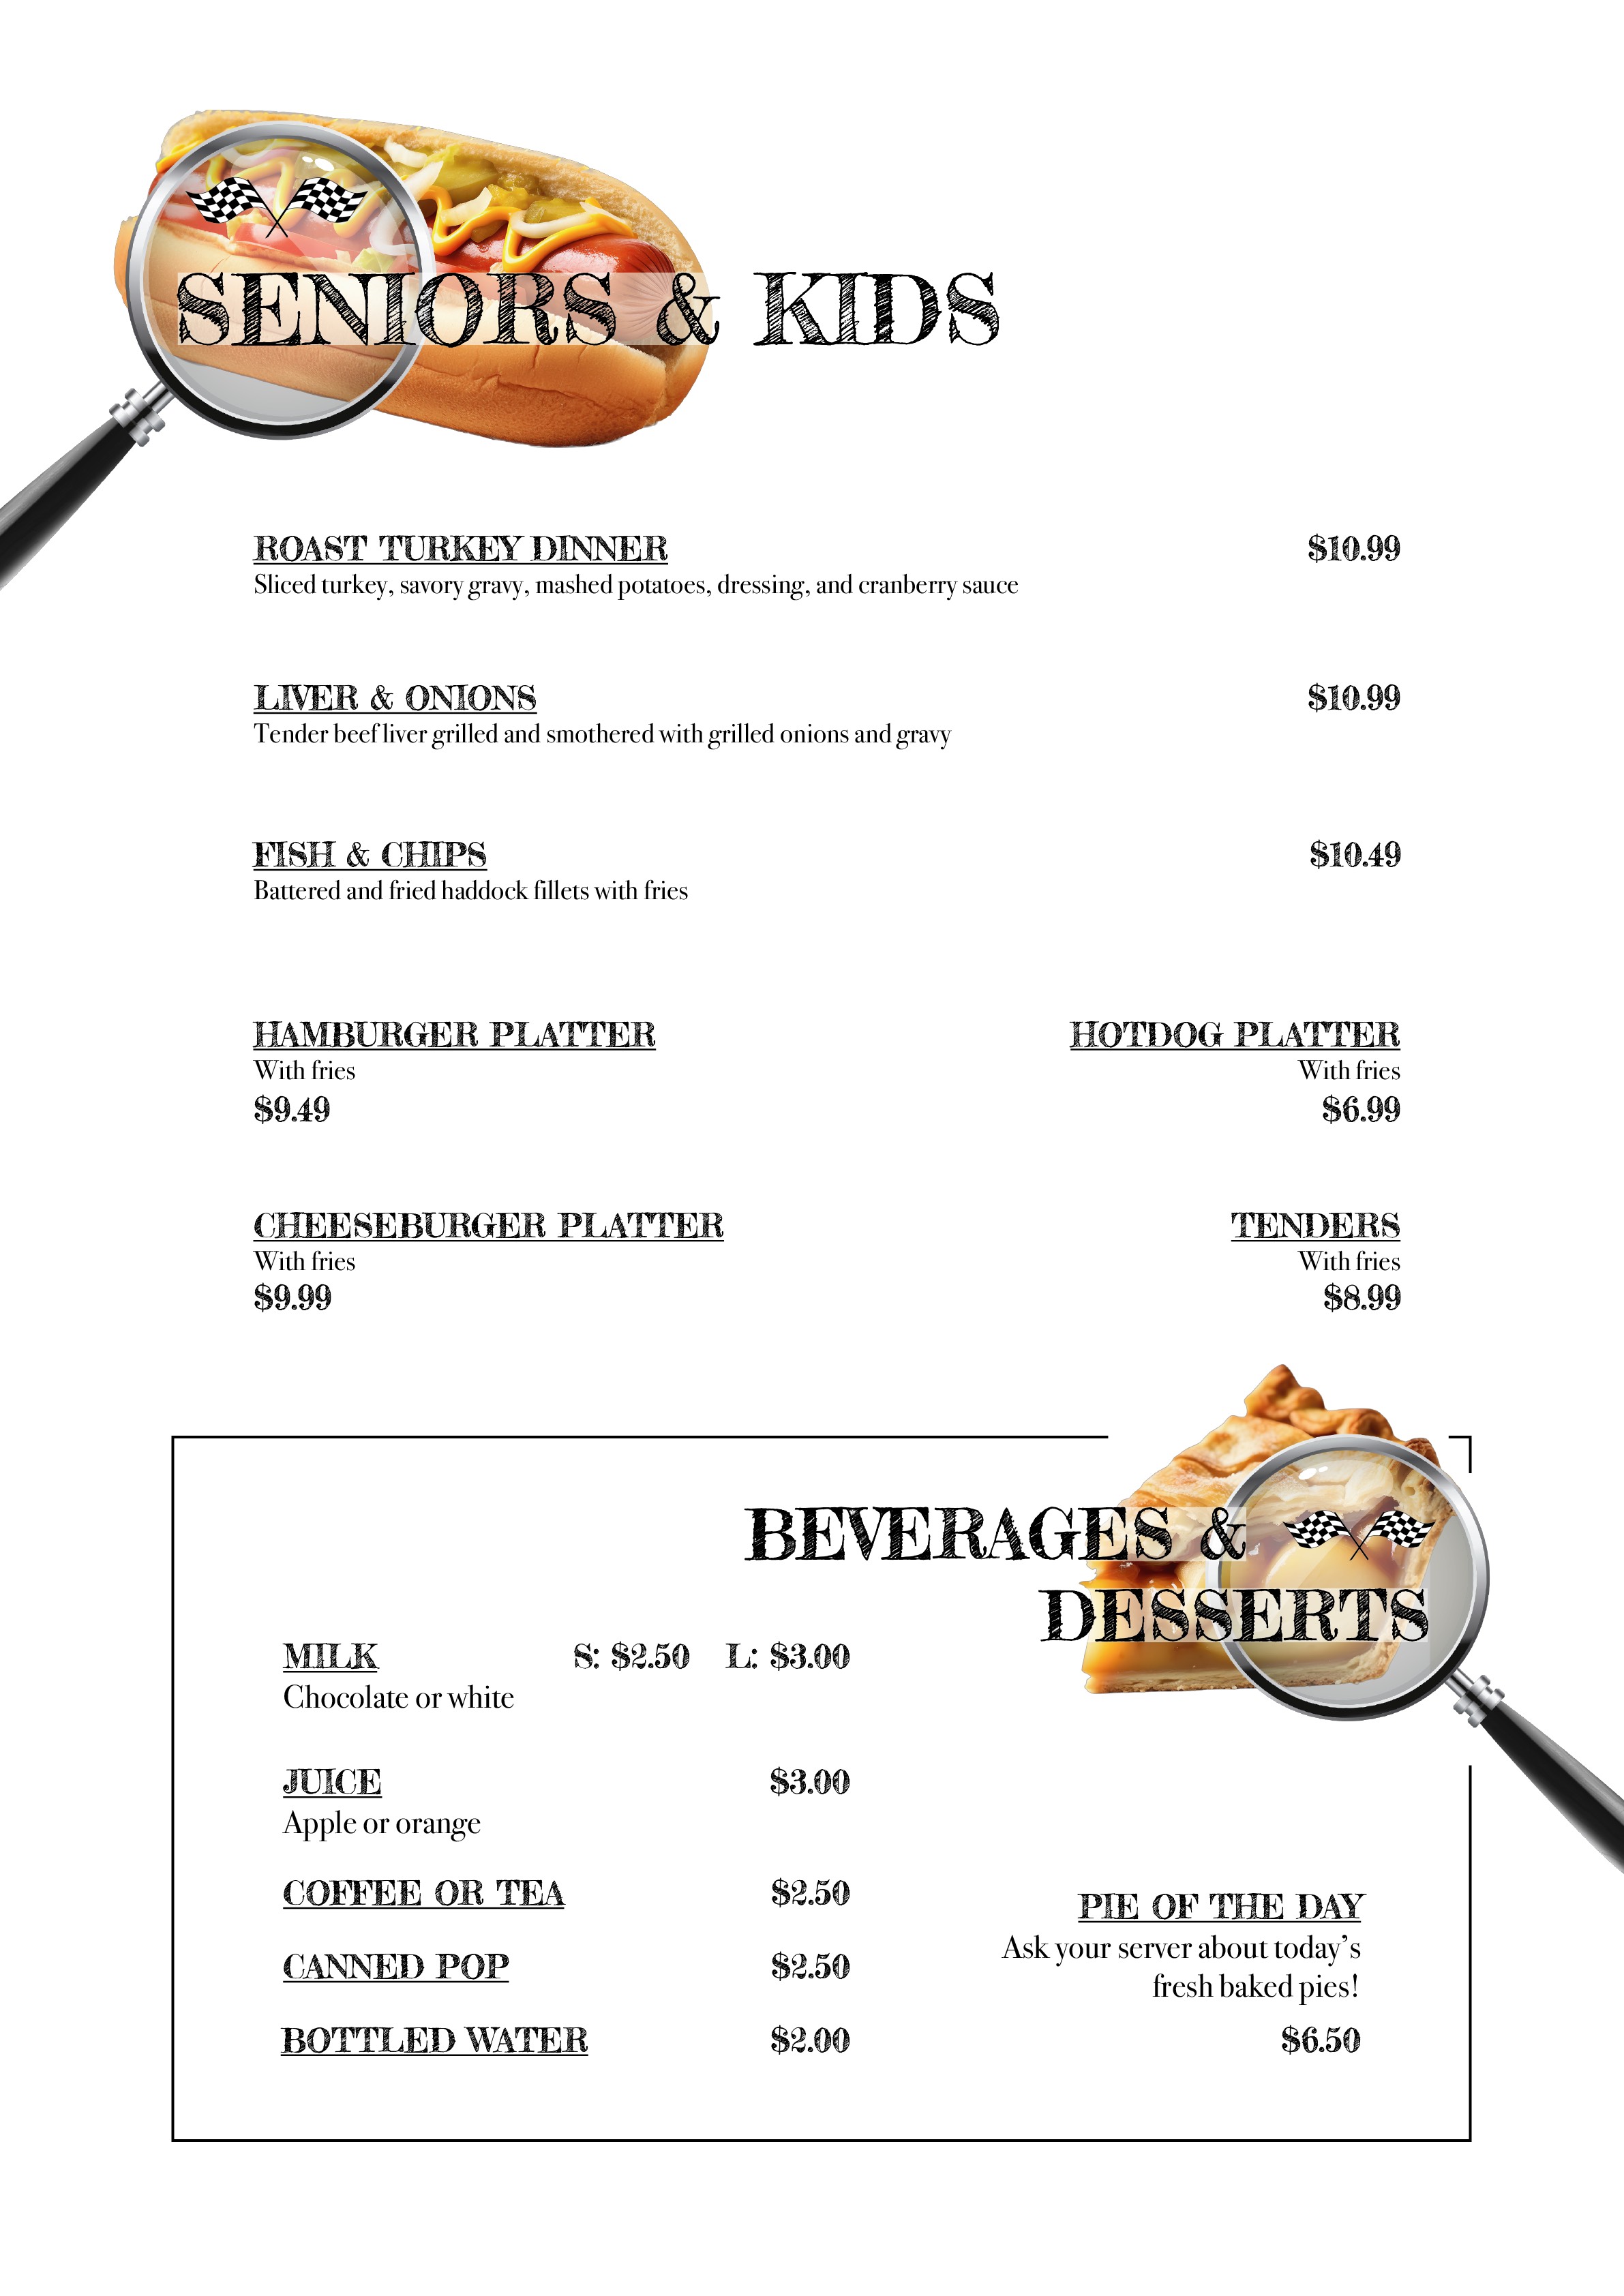 SENIORS & KIDS
ROAST TURKEY DINNER $10.99
Sliced turkey, savory gravy, mashed potatoes, dressing, and cranberry sauce
LIVER & ONIONS $10.99
Tender beef liver grilled and smothered with grilled onions and gravy
FISH & CHIPS $10.49
Battered and fried haddock fillets with fries
HAMBURGER PLATTER
With fries
$9.49
HOTDOG PLATTER
With fries
$6.99
CHEESEBURGER PLATTER
With fries
$9.99
TENDERS
With fries
$8.99
BEVERAGES &
DESSERTS
MILK S: $2.50 L: $3.00
Chocolate or white
JUICE $3.00
Apple or orange
COFFEE OR TEA $2.50
CANNED POP $2.50
BOTTLED WATER $2.00
PIE OF THE DAY
Ask your server about today's
fresh baked pies!
$6.50